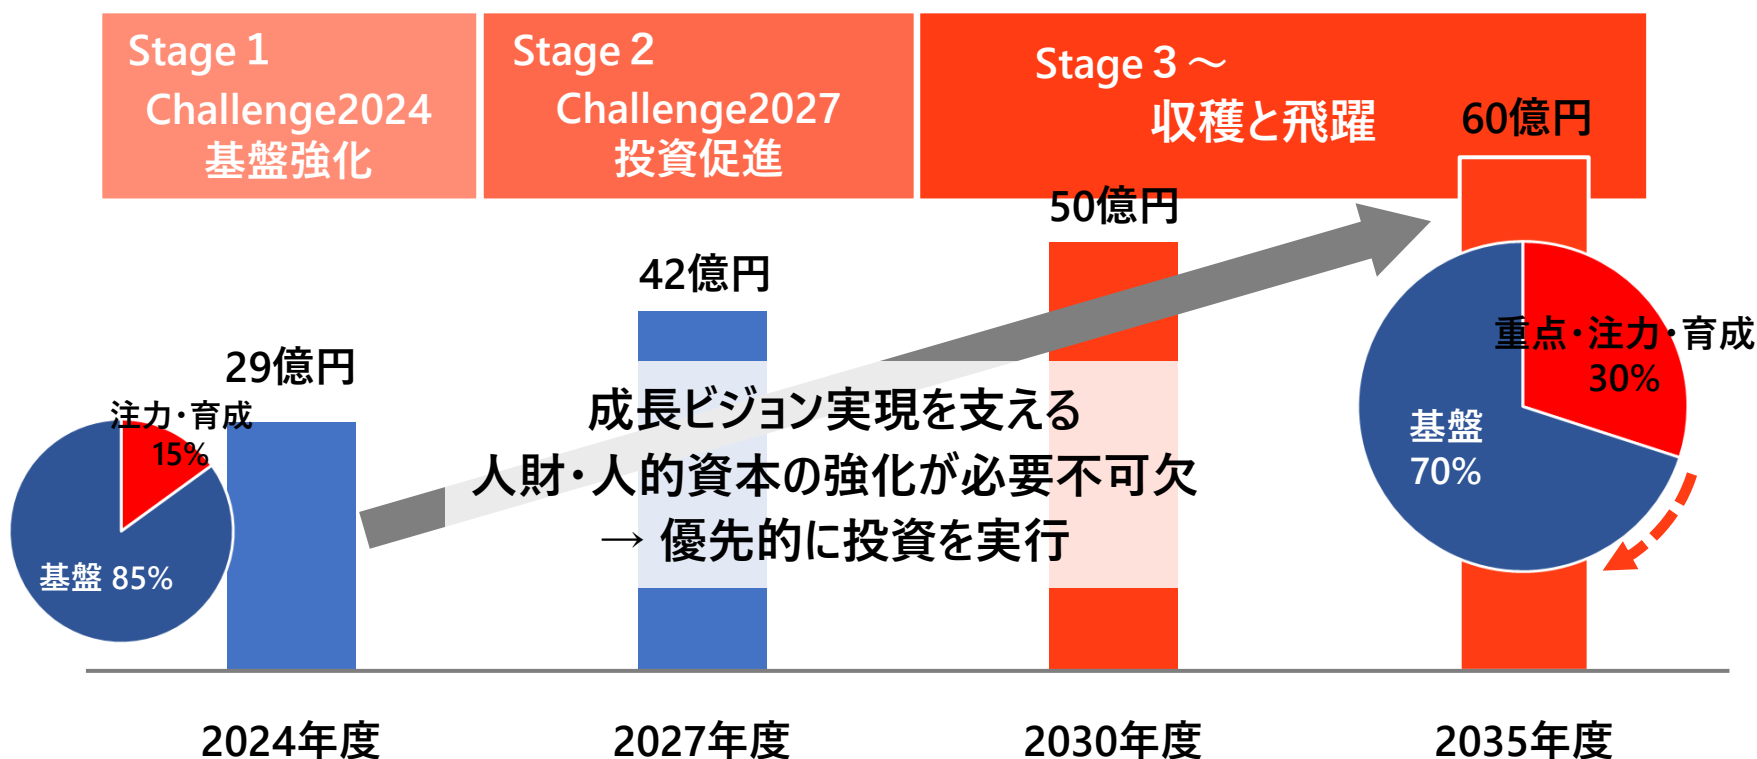 Stage 1
Challenge2024
基盤強化
Stage 2
Challenge2027
投資促進
Stage 3 ～
収穫と飛躍
60億円
50億円
42億円
29億円
注力・育成
15%
基盤 85%
重点・注力・育成
30%
基盤
70%
成長ビジョン実現を支える
人財・人的資本の強化が必要不可欠
→ 優先的に投資を実行
2024年度
2027年度
2030年度
2035年度